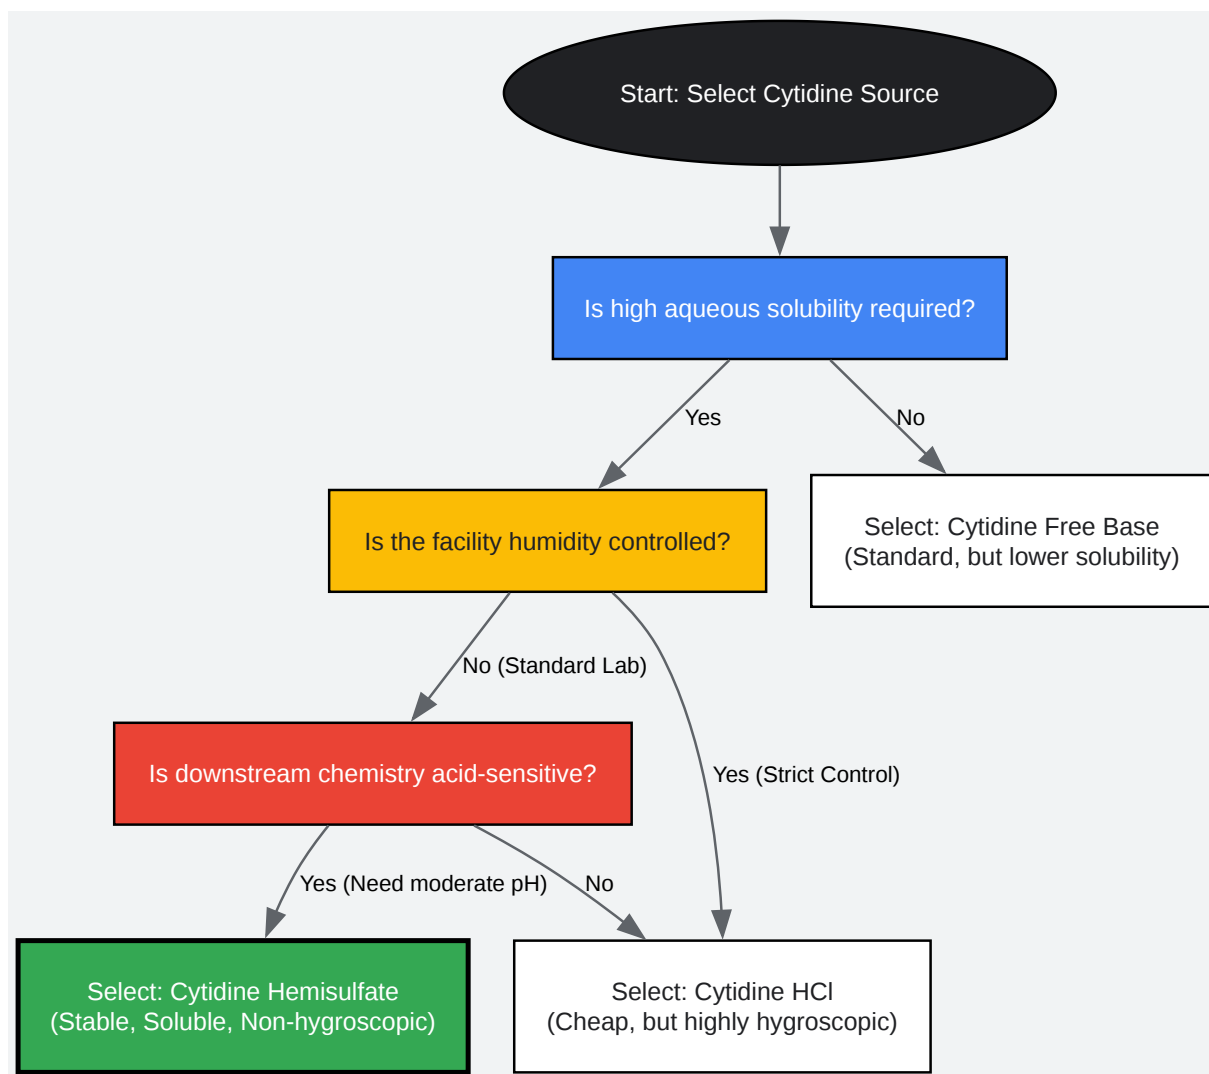 Start: Select Cytidine Source
Is high aqueous solubility required?
Yes
No
Is the facility humidity controlled?
Select: Cytidine Free Base
(Standard, but lower solubility)
No (Standard Lab)
Is downstream chemistry acid-sensitive?
Yes (Strict Control)
Yes (Need moderate pH)
No
Select: Cytidine Hemisulfate
(Stable, Soluble, Non-hygroscopic)
Select: Cytidine HCl
(Cheap, but highly hygroscopic)